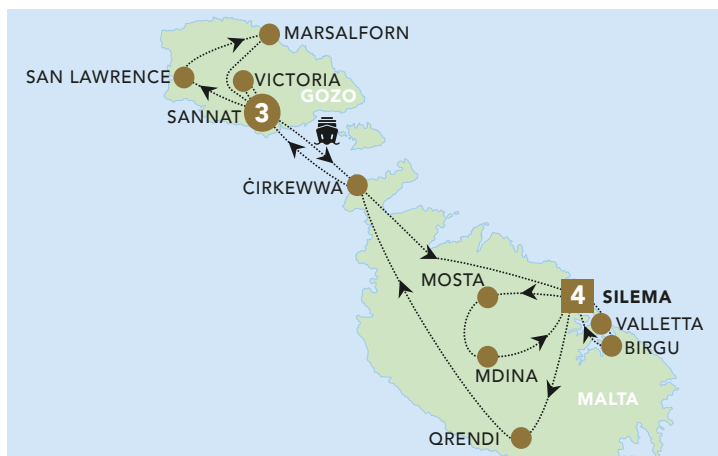 MARSALFORN
SAN LAWRENCE
VICTORIA
GOZO
SANNAT
3
ĊIRKEWWA
MOSTA
4
SILEMA
VALLETTA
BIRGU
MDINA
MALTA
QRENDI